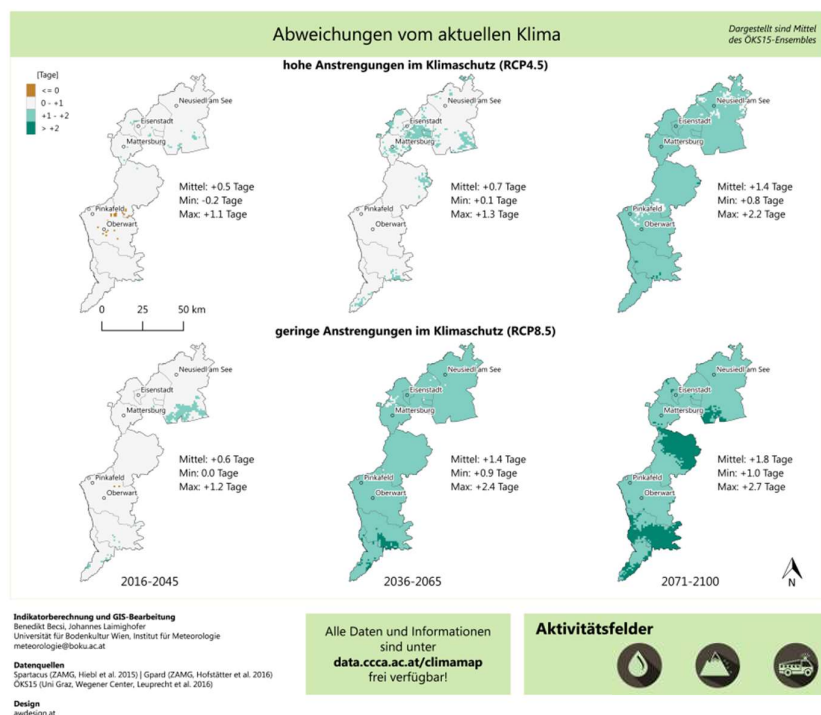 Abweichungen vom aktuellen Klima
Dargestellt sind Mittel
des ÖKS15-Ensembles
hohe Anstrengungen im Klimaschutz (RCP4.5)
[Tage]
<= 0
0 - +1
+1 - +2
> +2
Neusiedl am See
Eisenstadt
Mattersburg
Pinkafeld
Oberwart
Mittel: +0.5 Tage
Min: -0.2 Tage
Max: +1.1 Tage
Neusiedl am See
Eisenstadt
Mattersburg
Pinkafeld
Oberwart
Mittel: +0.7 Tage
Min: +0.1 Tage
Max: +1.3 Tage
Neusiedl am See
Eisenstadt
Mattersburg
Pinkafeld
Oberwart
Mittel: +1.4 Tage
Min: +0.8 Tage
Max: +2.2 Tage
0 25 50 km
geringe Anstrengungen im Klimaschutz (RCP8.5)
Neusiedl am See
Eisenstadt
Mattersburg
Pinkafeld
Oberwart
Mittel: +0.6 Tage
Min: 0.0 Tage
Max: +1.2 Tage
2016-2045
Neusiedl am See
Eisenstadt
Mattersburg
Pinkafeld
Oberwart
Mittel: +1.4 Tage
Min: +0.9 Tage
Max: +2.4 Tage
2036-2065
Neusiedl am See
Eisenstadt
Mattersburg
Pinkafeld
Oberwart
Mittel: +1.8 Tage
Min: +1.0 Tage
Max: +2.7 Tage
2071-2100
N
Indikatorberechnung und GIS-Bearbeitung
Benedikt Becsi, Johannes Laimighofer
Universität für Bodenkultur Wien, Institut für Meteorologie
meteorologie@boku.ac.at
Datenquellen
Spartacus (ZAMG, Hiebl et al. 2015) | Gpard (ZAMG, Hofstätter et al. 2016)
ÖKS15 (Uni Graz, Wegener Center, Leuprecht et al. 2016)
Design
awdesign.at
Alle Daten und Informationen
sind unter
data.ccca.ac.at/climamap
frei verfügbar!
Aktivitätsfelder